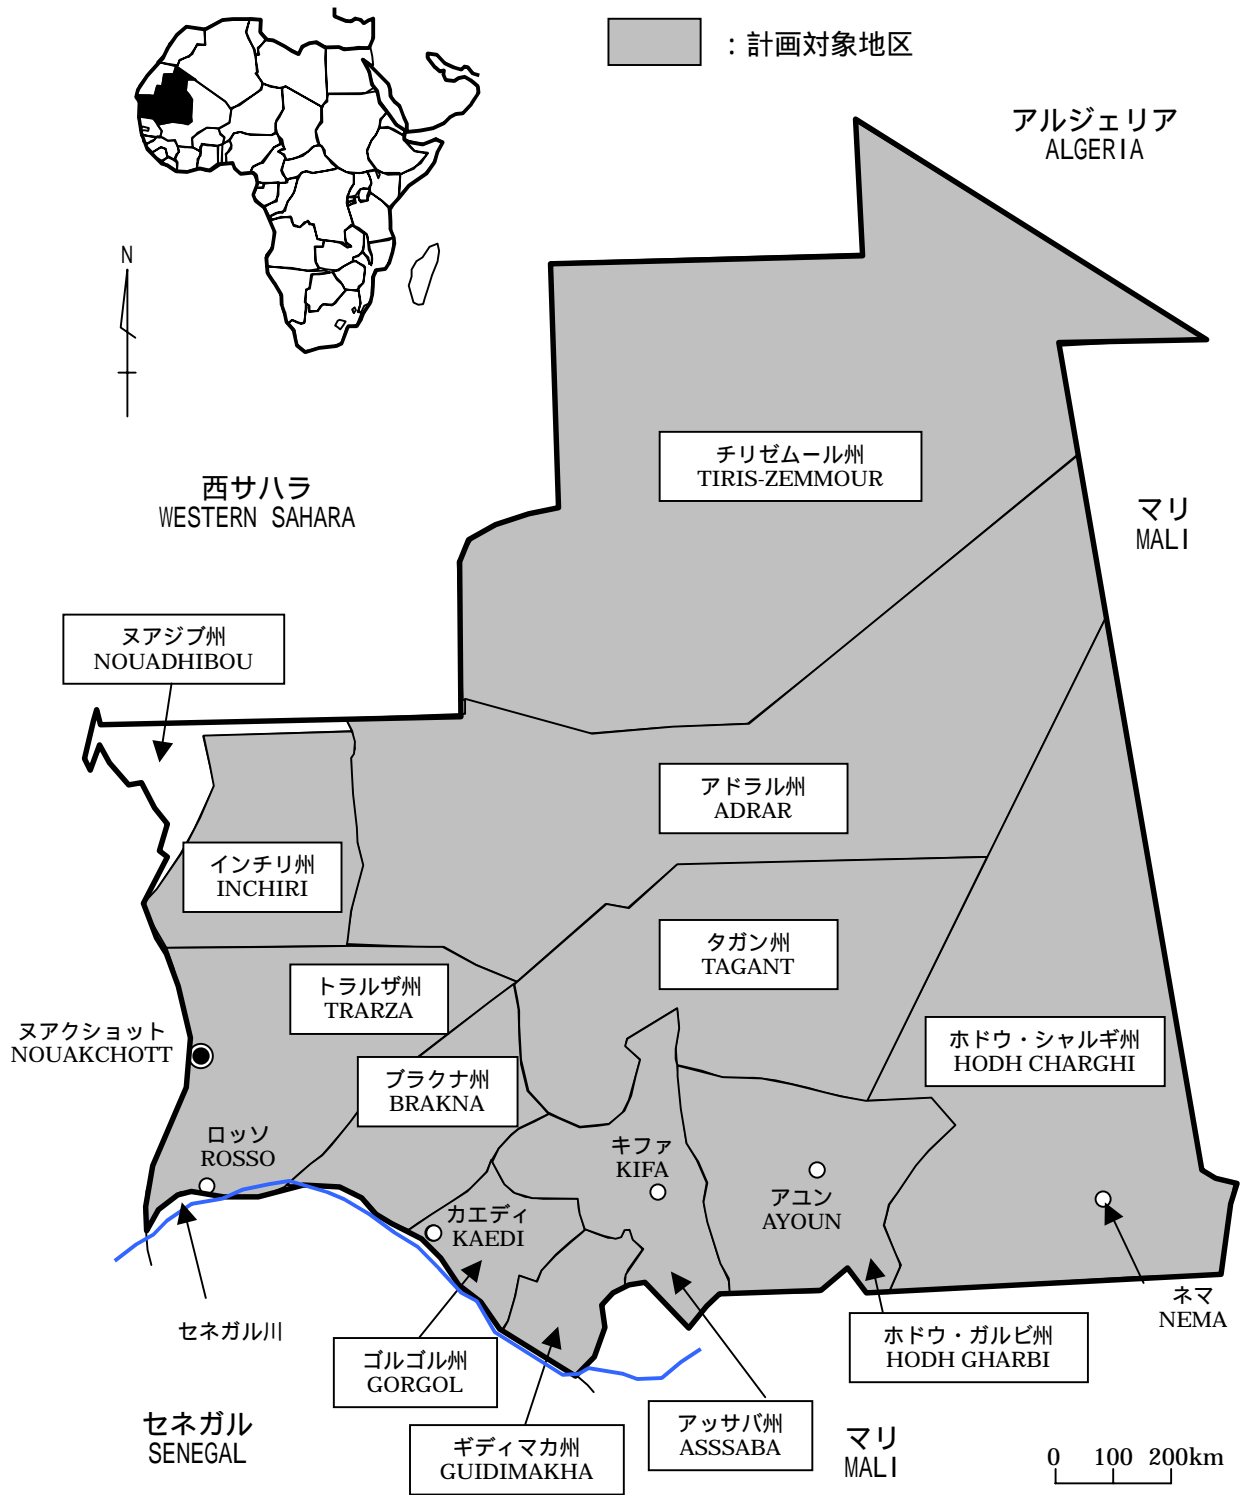 ：計画対象地区
アルジェリア
ALGERIA
N
チリゼムール州
TIRIS-ZEMMOUR
西サハラ
WESTERN SAHARA
マリ
MALI
ヌアジブ州
NOUADHIBOU
アドラル州
ADRAR
インチリ州
INCHIRI
タガン州
TAGANT
トラルザ州
TRARZA
ヌアクショット
NOUAKCHOTT
ホドウ・シャルギ州
HODH CHARGHI
ブラクナ州
BRAKNA
ロッソ
ROSSO
キファ
KIFA
アユン
AYOUN
カエディ
KAEDI
ネマ
NEMA
セネガル川
ゴルゴル州
GORGOL
ホドウ・ガルビ州
HODH GHARBI
セネガル
SENEGAL
ギディマカ州
GUIDIMAKHA
アッサバ州
ASSSABA
マリ
MALI
0 100 200km